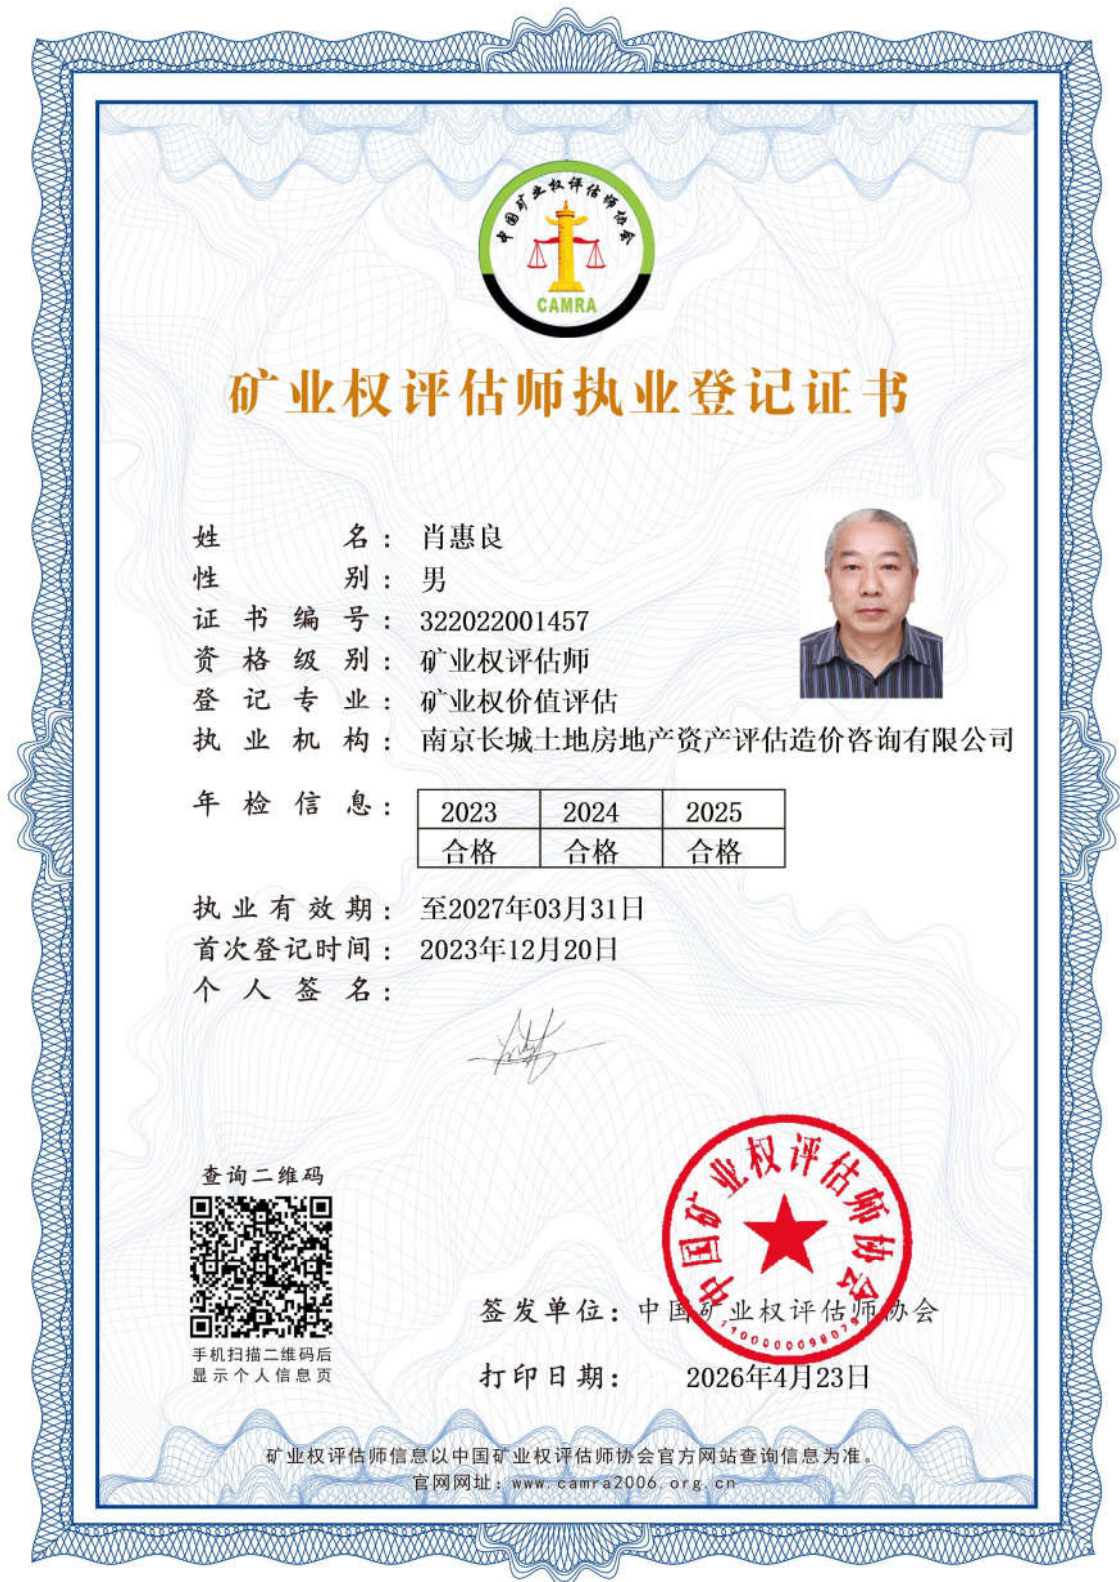 中国矿业权评估师协会
CAMRA
矿业权评估师执业登记证书
姓名：肖惠良
性别：男
证书编号：322022001457
资格级别：矿业权评估师
登记专业：矿业权价值评估
执业机构：南京长城土地房地产资产评估造价咨询有限公司
年检信息：
2023 2024 2025
合格 合格 合格
执业有效期：至2027年03月31日
首次登记时间：2023年12月20日
个人签名：
查询二维码
手机扫描二维码后
显示个人信息页
中国矿业权评估师协会
签发单位：中国矿业权评估师协会
打印日期：2026年4月23日
矿业权评估师信息以中国矿业权评估师协会官方网站查询信息为准。
官网网址：www.camra2006.org.cn